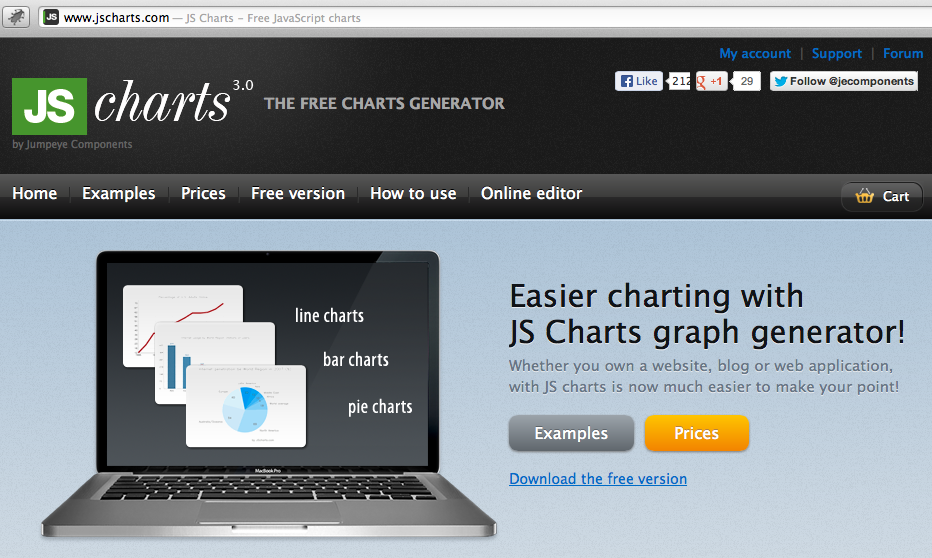 www.jscharts.com — JS Charts – Free JavaScript charts
My account | Support | Forum
JS charts 3.0
THE FREE CHARTS GENERATOR
Like 212 +1 29 Follow @jecomponents
by Jumpeye Components
Home Examples Prices Free version How to use Online editor Cart
line charts
bar charts
pie charts
MacBook Pro
Easier charting with
JS Charts graph generator!
Whether you own a website, blog or web application,
with JS charts is now much easier to make your point!
Examples Prices
Download the free version